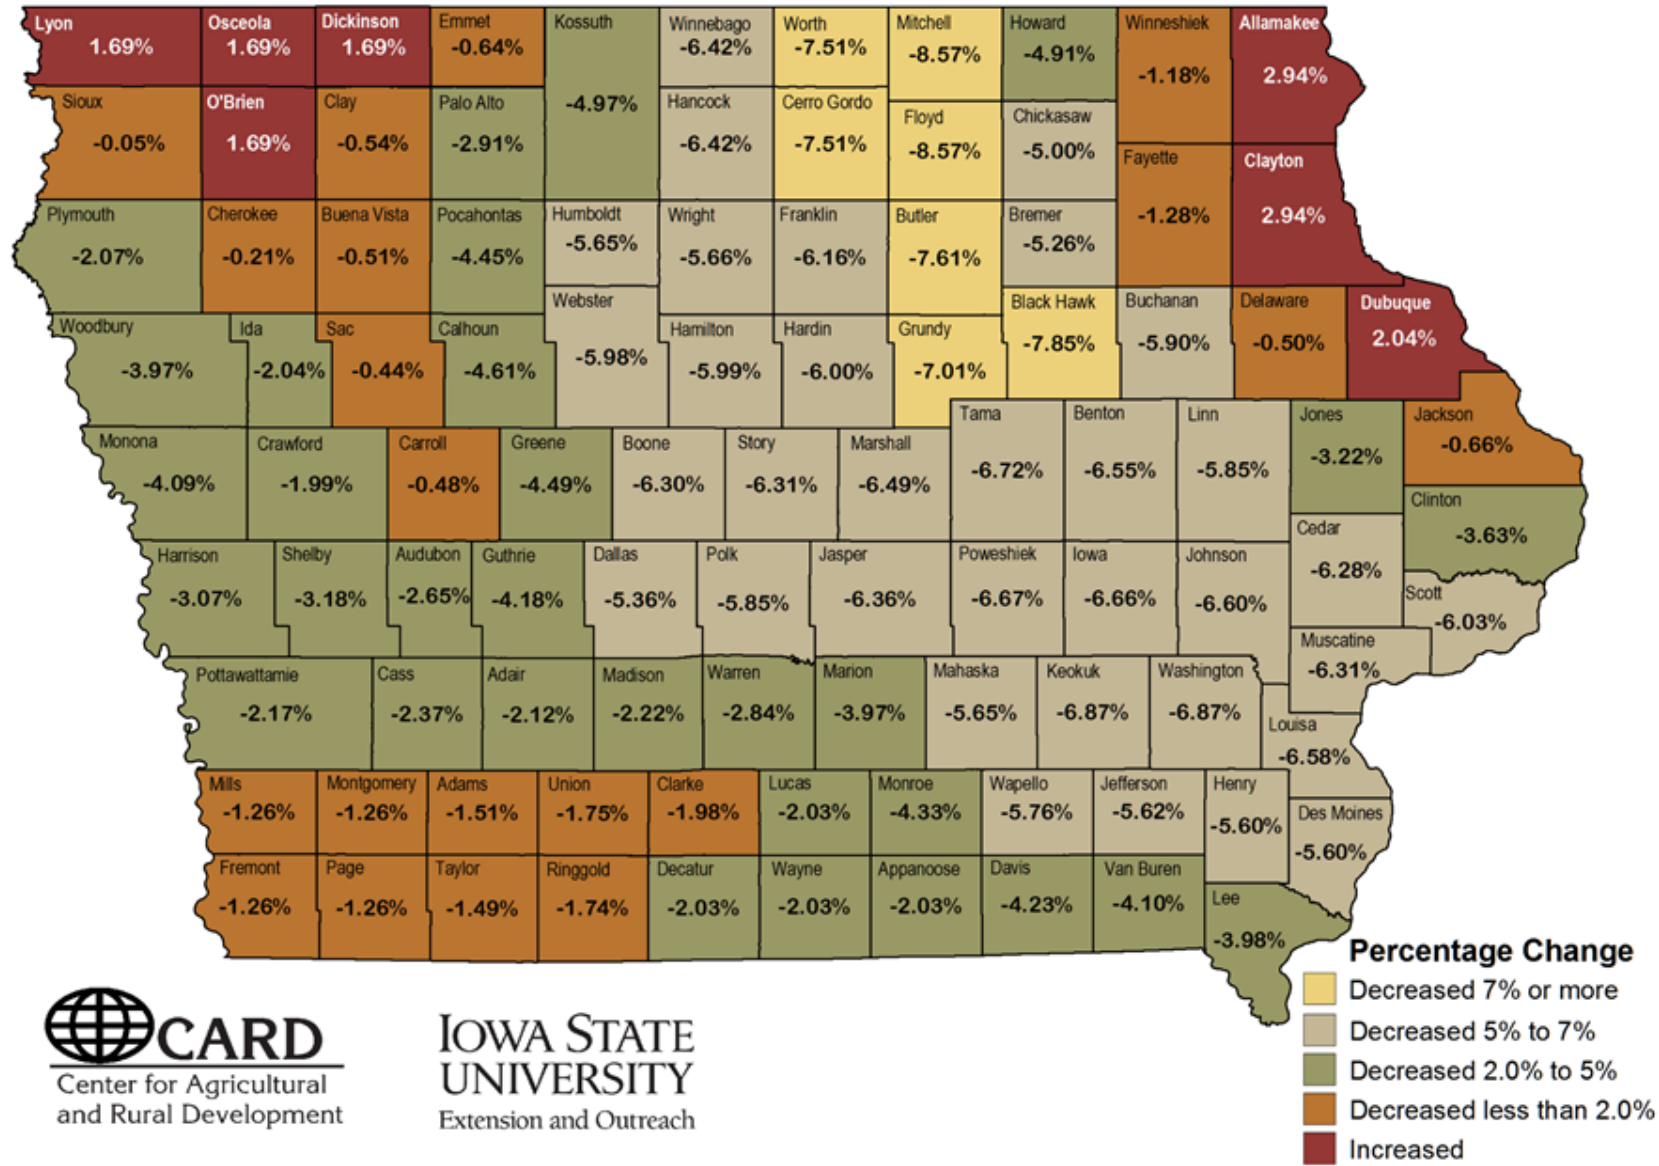 Lyon
1.69%
Osceola
1.69%
Dickinson
1.69%
Emmet
-0.64%
Kossuth
-4.97%
Winnebago
-6.42%
Worth
-7.51%
Mitchell
-8.57%
Howard
-4.91%
Winneshiek
-1.18%
Allamakee
2.94%
Sioux
-0.05%
O'Brien
1.69%
Clay
-0.54%
Palo Alto
-2.91%
Hancock
-6.42%
Cerro Gordo
-7.51%
Floyd
-8.57%
Chickasaw
-5.00%
Fayette
-1.28%
Clayton
2.94%
Plymouth
-2.07%
Cherokee
-0.21%
Buena Vista
-0.51%
Pocahontas
-4.45%
Humboldt
-5.65%
Wright
-5.66%
Franklin
-6.16%
Butler
-7.61%
Bremer
-5.26%
Woodbury
-3.97%
Ida
-2.04%
Sac
-0.44%
Calhoun
-4.61%
Webster
-5.98%
Hamilton
-5.99%
Hardin
-6.00%
Grundy
-7.01%
Black Hawk
-7.85%
Buchanan
-5.90%
Delaware
-0.50%
Dubuque
2.04%
Monona
-4.09%
Crawford
-1.99%
Carroll
-0.48%
Greene
-4.49%
Boone
-6.30%
Story
-6.31%
Marshall
-6.49%
Tama
-6.72%
Benton
-6.55%
Linn
-5.85%
Jones
-3.22%
Jackson
-0.66%
Clinton
-3.63%
Harrison
-3.07%
Shelby
-3.18%
Audubon
-2.65%
Guthrie
-4.18%
Dallas
-5.36%
Polk
-5.85%
Jasper
-6.36%
Poweshiek
-6.67%
Iowa
-6.66%
Johnson
-6.60%
Cedar
-6.28%
Scott
-6.03%
Muscatine
-6.31%
Pottawattamie
-2.17%
Cass
-2.37%
Adair
-2.12%
Madison
-2.22%
Warren
-2.84%
Marion
-3.97%
Mahaska
-5.65%
Keokuk
-6.87%
Washington
-6.87%
Louisa
-6.58%
Mills
-1.26%
Montgomery
-1.26%
Adams
-1.51%
Union
-1.75%
Clarke
-1.98%
Lucas
-2.03%
Monroe
-4.33%
Wapello
-5.76%
Jefferson
-5.62%
Henry
-5.60%
Des Moines
-5.60%
Fremont
-1.26%
Page
-1.26%
Taylor
-1.49%
Ringgold
-1.74%
Decatur
-2.03%
Wayne
-2.03%
Appanoose
-2.03%
Davis
-4.23%
Van Buren
-4.10%
Lee
-3.98%
Percentage Change
Decreased 7% or more
Decreased 5% to 7%
Decreased 2.0% to 5%
Decreased less than 2.0%
Increased
CARD
Center for Agricultural
and Rural Development
IOWA STATE
UNIVERSITY
Extension and Outreach